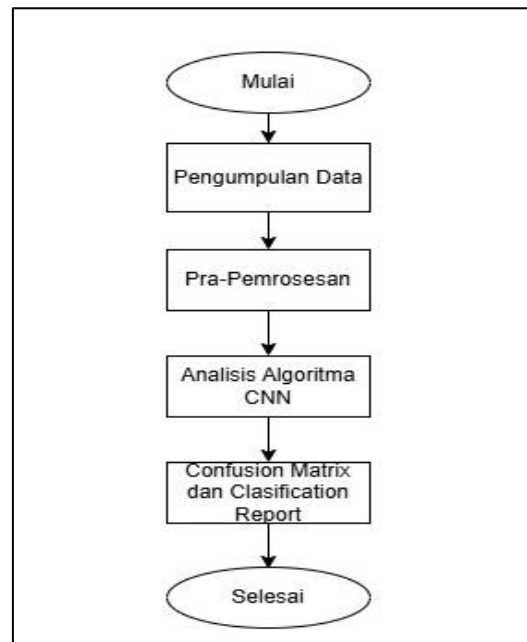 Mulai
Pengumpulan Data
Pra-Pemrosesan
Analisis Algoritma
CNN
Confusion Matrix
dan Clasification
Report
Selesai